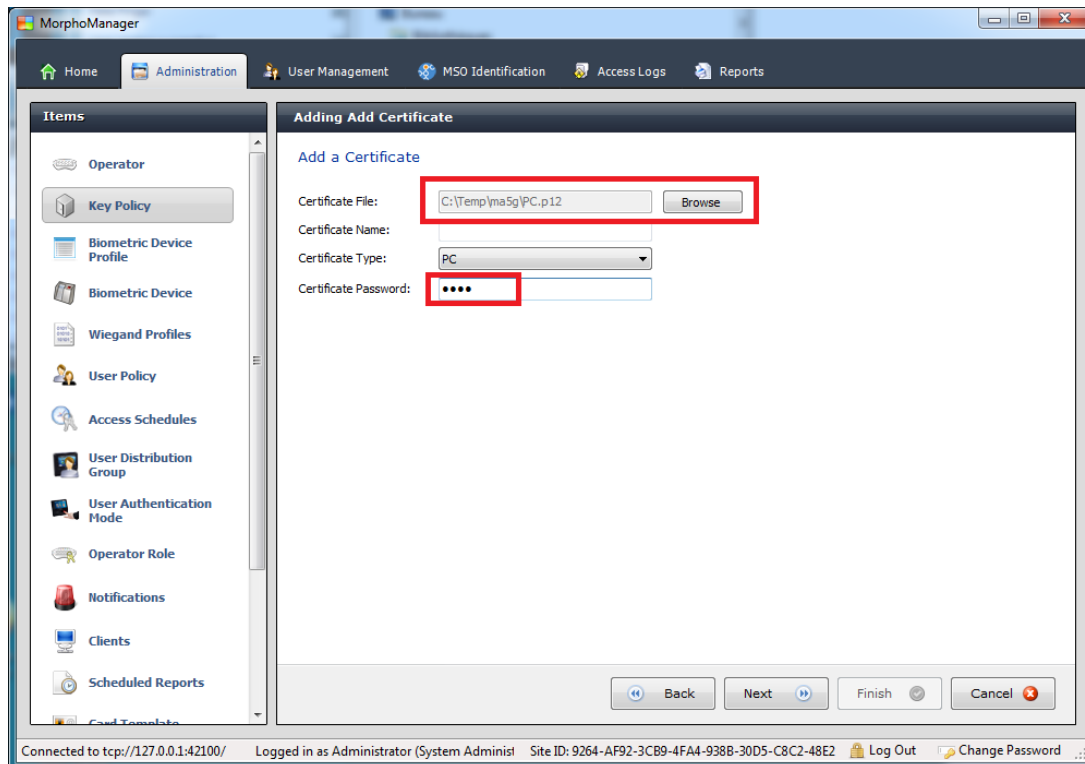 MorphoManager
Home
Administration
User Management
MSO Identification
Access Logs
Reports
Items
Operator
Key Policy
Biometric Device
Profile
Biometric Device
Wiegand Profiles
User Policy
Access Schedules
User Distribution
Group
User Authentication
Mode
Operator Role
Notifications
Clients
Scheduled Reports
Card Template
Adding Add Certificate
Add a Certificate
Certificate File:
C:\Temp\ma5g\PC.p12
Browse
Certificate Name:
Certificate Type:
PC
Certificate Password:
••••
Back
Next
Finish
Cancel
Connected to tcp://127.0.0.1:42100/
Logged in as Administrator (System Administ
Site ID: 9264-AF92-3CB9-4FA4-938B-30D5-C8C2-48E2
Log Out
Change Password